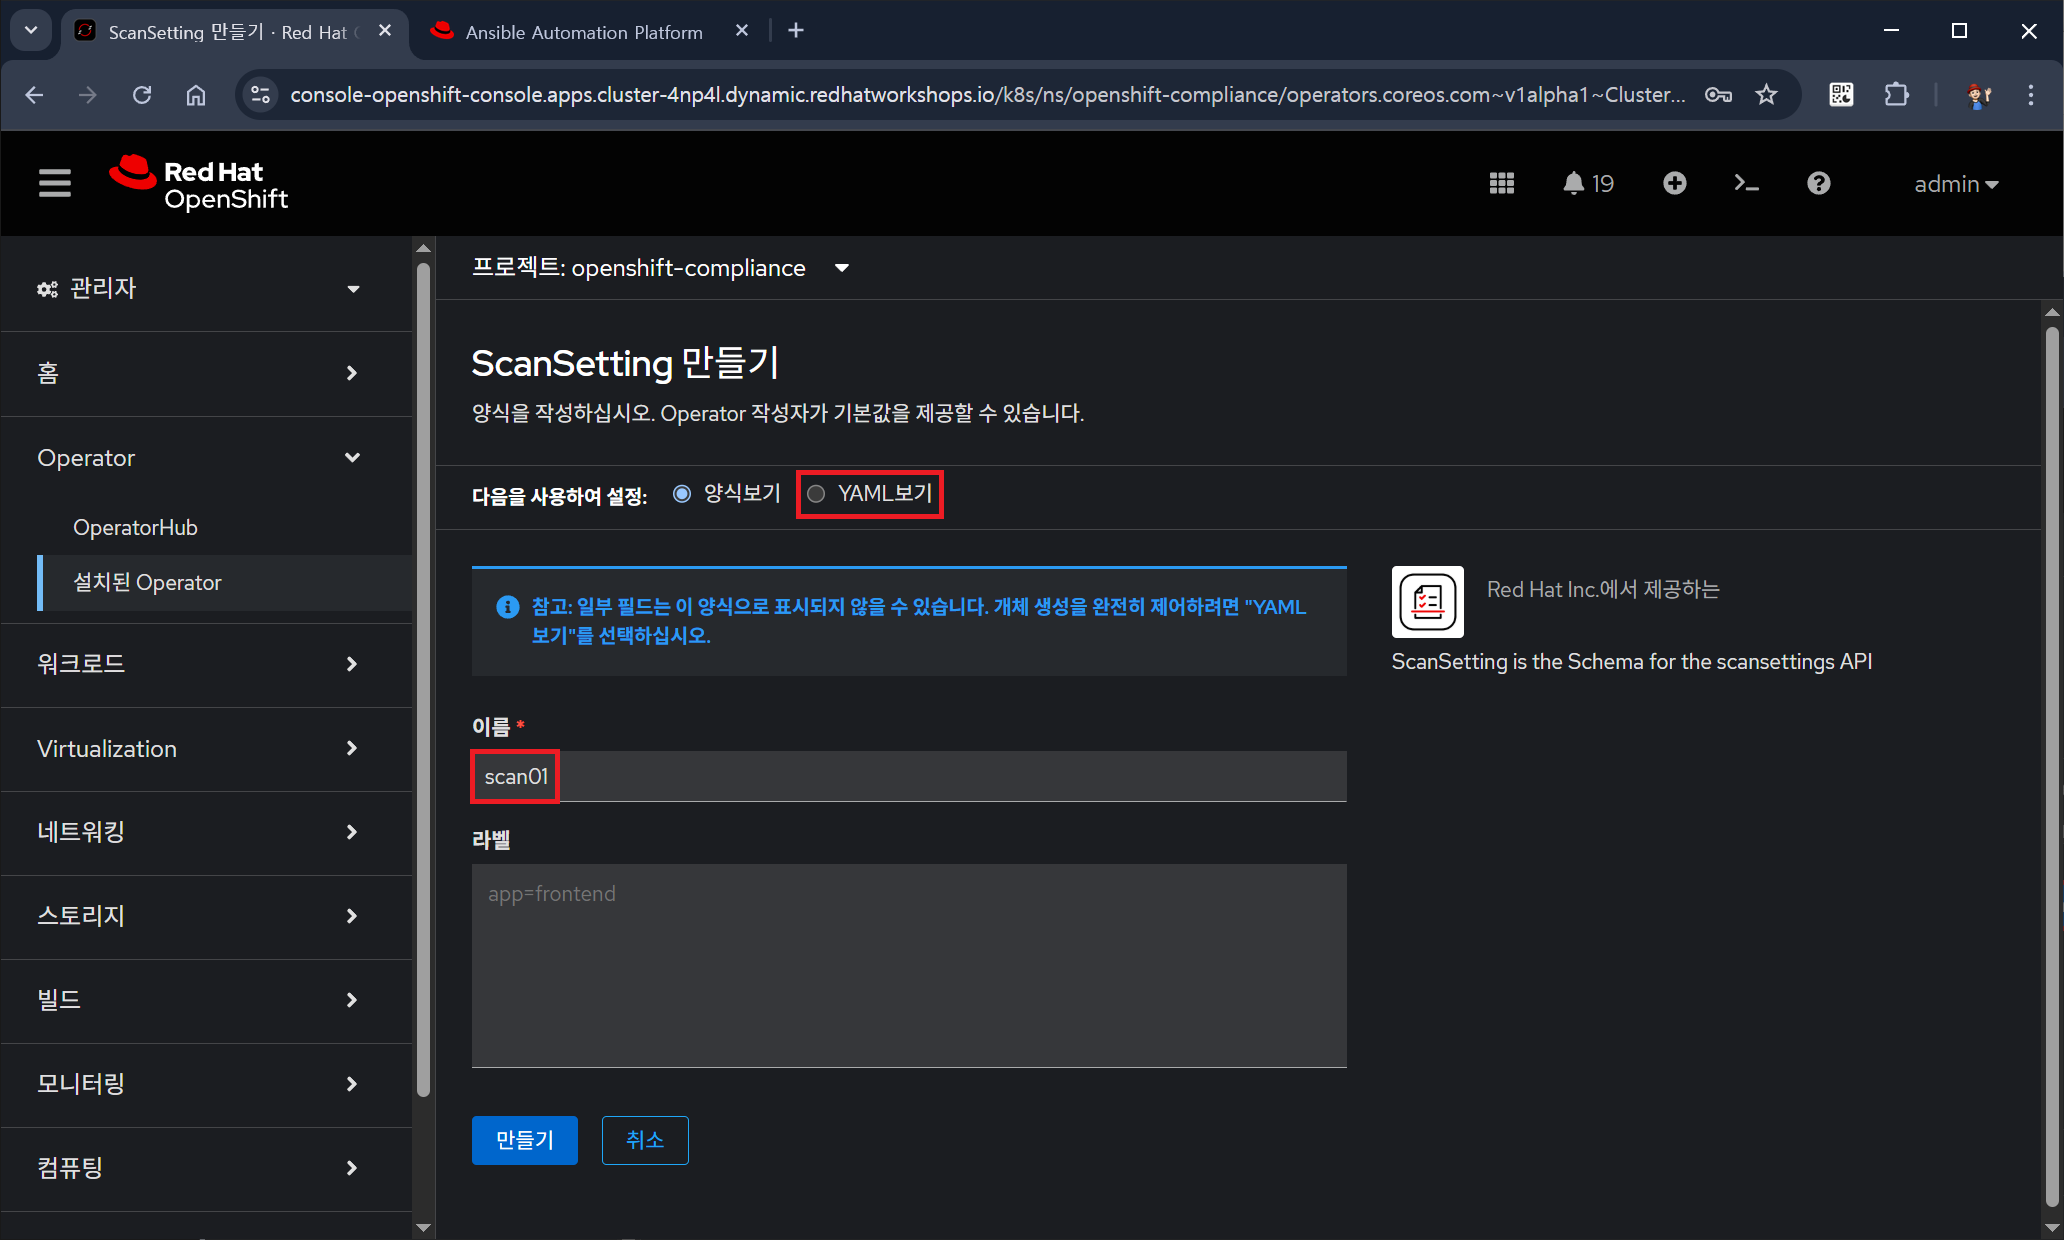 ScanSetting 만들기 · Red Hat
Ansible Automation Platform
console-openshift-console.apps.cluster-4np4l.dynamic.redhatworkshops.io/k8s/ns/openshift-compliance/operators.coreos.com~v1alpha1~Cluster...
Red Hat
OpenShift
19
admin
관리자
홈
Operator
OperatorHub
설치된 Operator
워크로드
Virtualization
네트워킹
스토리지
빌드
모니터링
컴퓨팅
프로젝트: openshift-compliance
ScanSetting 만들기
양식을 작성하십시오. Operator 작성자가 기본값을 제공할 수 있습니다.
다음을 사용하여 설정: 양식보기 YAML보기
참고: 일부 필드는 이 양식으로 표시되지 않을 수 있습니다. 개체 생성을 완전히 제어하려면 "YAML
보기"를 선택하십시오.
이름 *
scan01
라벨
app=frontend
만들기 취소
Red Hat Inc.에서 제공하는
ScanSetting is the Schema for the scansettings API